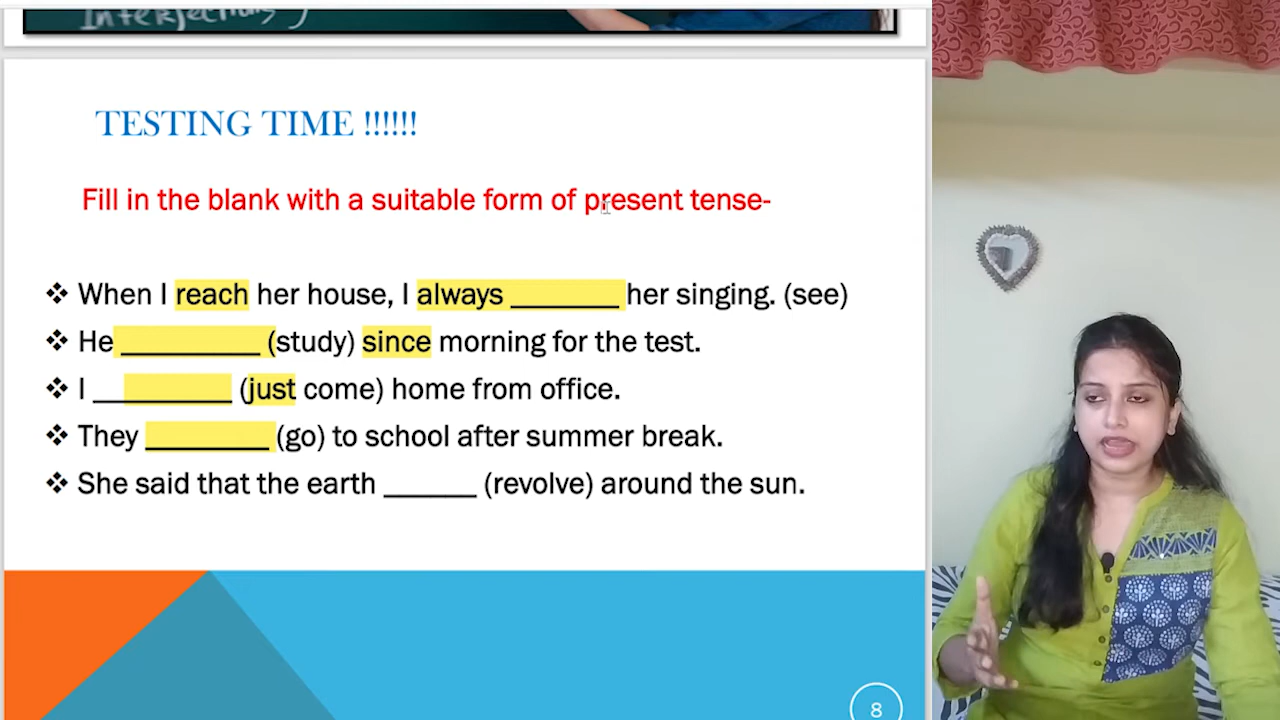 Interjections )
TESTING TIME !!!!!!
Fill in the blank with a suitable form of present tense-
❖ When I reach her house, I always ________ her singing. (see)
❖ He __________ (study) since morning for the test.
❖ I __________ (just come) home from office.
❖ They _________ (go) to school after summer break.
❖ She said that the earth ______ (revolve) around the sun.
8